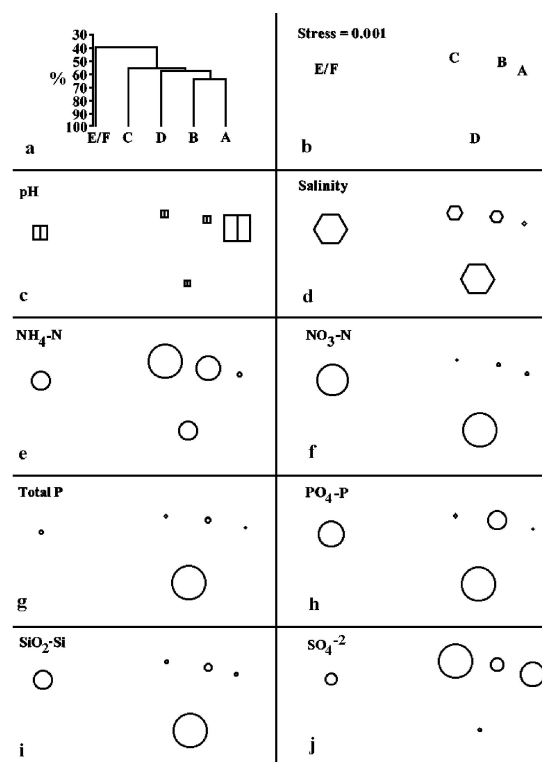 30
40
50
60
70
80
90
100
%
E/F C D B A
a
Stress = 0.001
E/F
C
B
A
D
b
pH
c
Salinity
d
NH4-N
e
NO3-N
f
Total P
g
PO4-P
h
SiO2-Si
i
SO4-2
j